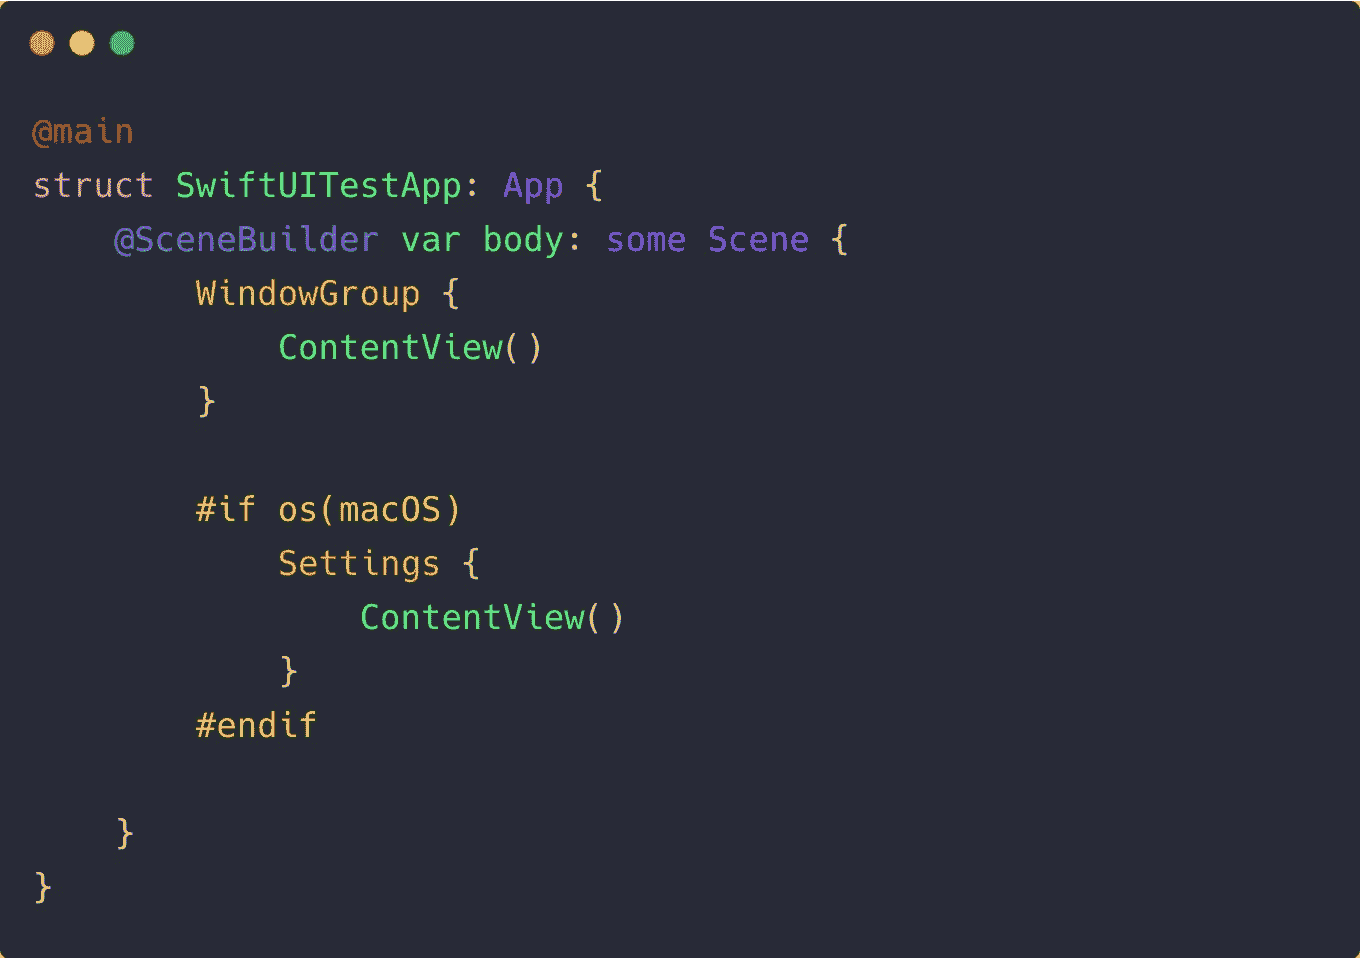 @main
struct SwiftUITestApp: App {
    @SceneBuilder var body: some Scene {
        WindowGroup {
            ContentView()
        }

        #if os(macOS)
            Settings {
                ContentView()
            }
        #endif

    }
}